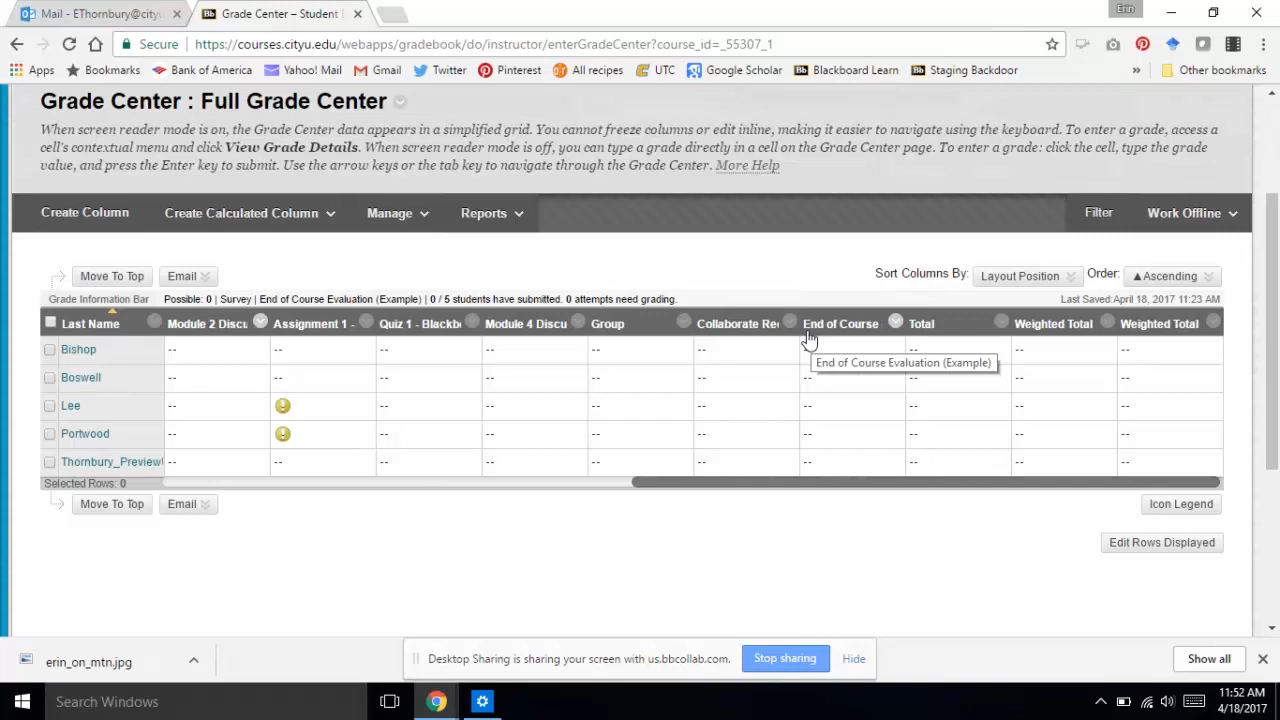 Mail - EThornbury@cityu
Grade Center – Student E
Erin
Secure
https://courses.cityu.edu/webapps/gradebook/do/instructor/enterGradeCenter?course_id=_55307_1
Apps
Bookmarks
Bank of America
Yahoo! Mail
Gmail
Twitter
Pinterest
All recipes
UTC
Google Scholar
Bb
Blackboard Learn
Bb
Staging Backdoor
»
Other bookmarks
Grade Center : Full Grade Center
When screen reader mode is on, the Grade Center data appears in a simplified grid. You cannot freeze columns or edit inline, making it easier to navigate using the keyboard. To enter a grade, access a
cell's contextual menu and click View Grade Details. When screen reader mode is off, you can type a grade directly in a cell on the Grade Center page. To enter a grade: click the cell, type the grade
value, and press the Enter key to submit. Use the arrow keys or the tab key to navigate through the Grade Center. More Help
Create Column
Create Calculated Column
Manage
Reports
Filter
Work Offline
Move To Top
Email
Sort Columns By:
Layout Position
Order:
▲Ascending
Grade Information Bar
Possible: 0 | Survey | End of Course Evaluation (Example) | 0 / 5 students have submitted. 0 attempts need grading.
Last Saved:April 18, 2017 11:23 AM
Last Name
Module 2 Discu
Assignment 1 -
Quiz 1 - Blackbo
Module 4 Discu
Group
Collaborate Rec
End of Course
Total
Weighted Total
Weighted Total
Bishop -- -- -- -- -- -- -- -- --
End of Course Evaluation (Example)
Boswell -- -- -- -- -- -- -- -- -- --
Lee -- -- -- -- -- -- -- -- --
Portwood -- -- -- -- -- -- -- -- --
Thornbury_Preview -- -- -- -- -- -- -- -- -- --
Selected Rows: 0
Move To Top
Email
Icon Legend
Edit Rows Displayed
erin_on_mtn.jpg
Desktop Sharing is sharing your screen with us.bbcollab.com.
Stop sharing
Hide
Show all
Search Windows
11:52 AM
4/18/2017